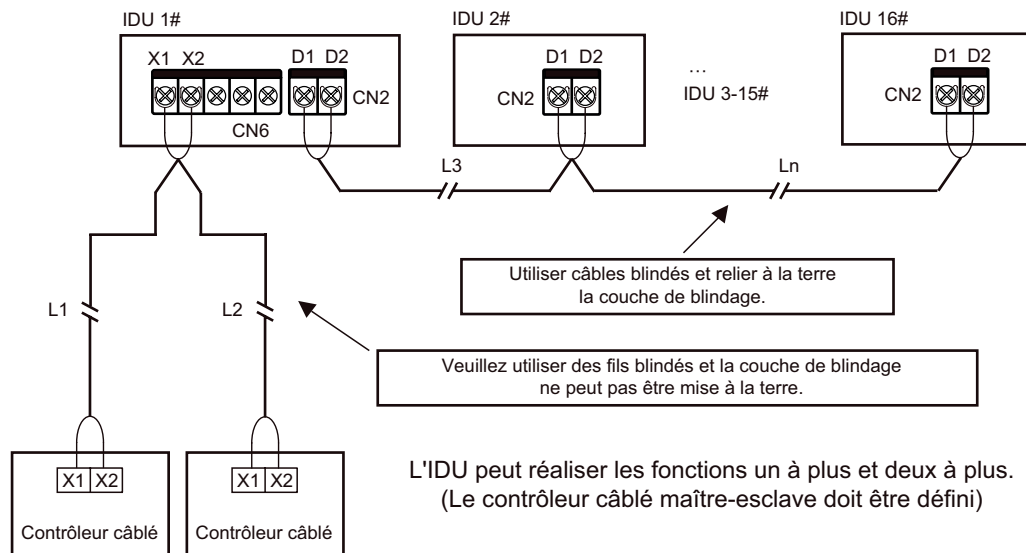 IDU 1#
IDU 2#
IDU 16#
X1 X2
D1 D2
CN2
CN6
D1 D2
CN2
...
IDU 3-15#
D1 D2
CN2
L3
Ln
Utiliser câbles blindés et relier à la terre
la couche de blindage.
L1
L2
Veuillez utiliser des fils blindés et la couche de blindage
ne peut pas être mise à la terre.
X1 X2
Contrôleur câblé
X1 X2
Contrôleur câblé
L'IDU peut réaliser les fonctions un à plus et deux à plus.
(Le contrôleur câblé maître-esclave doit être défini)